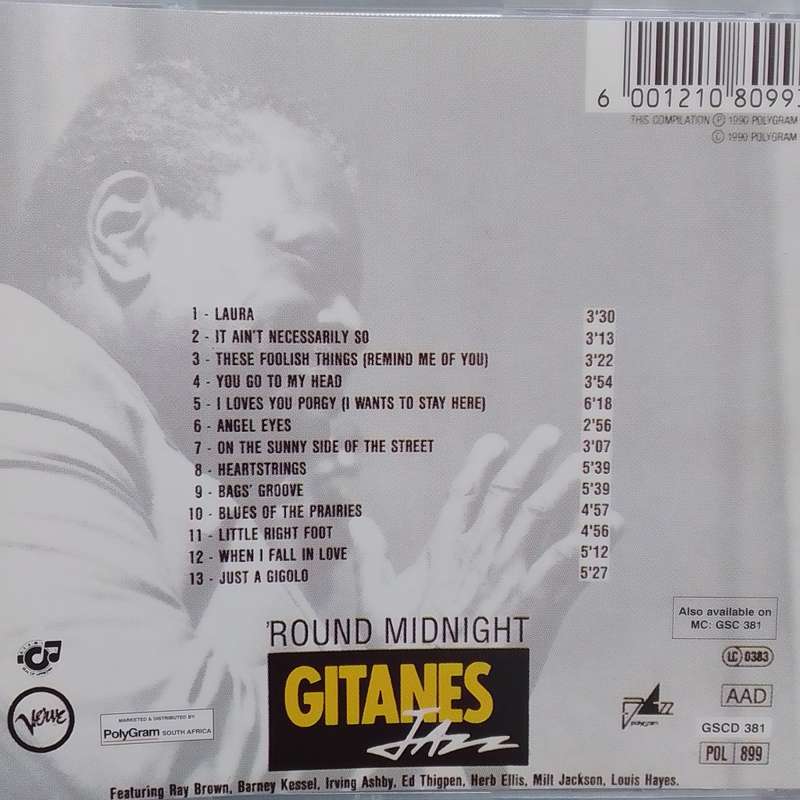 6 001210 80993
THIS COMPILATION ℗ 1990 POLYGRAM
© 1990 POLYGRAM
1 - LAURA 3'30
2 - IT AIN'T NECESSARILY SO 3'13
3 - THESE FOOLISH THINGS (REMIND ME OF YOU) 3'22
4 - YOU GO TO MY HEAD 3'54
5 - I LOVES YOU PORGY (I WANTS TO STAY HERE) 6'18
6 - ANGEL EYES 2'56
7 - ON THE SUNNY SIDE OF THE STREET 3'07
8 - HEARTSTRINGS 5'39
9 - BAGS' GROOVE 5'39
10 - BLUES OF THE PRAIRIES 4'57
11 - LITTLE RIGHT FOOT 4'56
12 - WHEN I FALL IN LOVE 5'12
13 - JUST A GIGOLO 5'27
'ROUND MIDNIGHT
GITANES
JAZZ
Also available on
MC: GSC 381
LC 0383
AAD
GSCD 381
POL 899
JAZZ
polygram
VERVE
MARKETED & DISTRIBUTED BY
PolyGram SOUTH AFRICA
Featuring Ray Brown, Barney Kessel, Irving Ashby, Ed Thigpen, Herb Ellis, Milt Jackson, Louis Hayes.